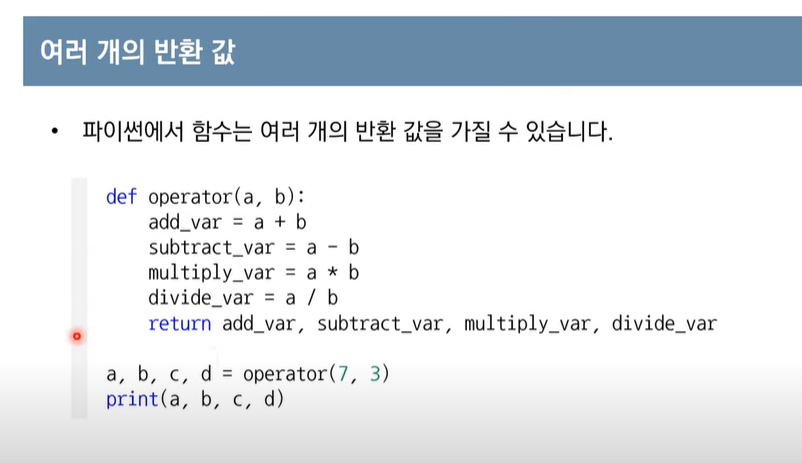 여러 개의 반환 값
• 파이썬에서 함수는 여러 개의 반환 값을 가질 수 있습니다.
def operator(a, b):
    add_var = a + b
    subtract_var = a - b
    multiply_var = a * b
    divide_var = a / b
    return add_var, subtract_var, multiply_var, divide_var
a, b, c, d = operator(7, 3)
print(a, b, c, d)